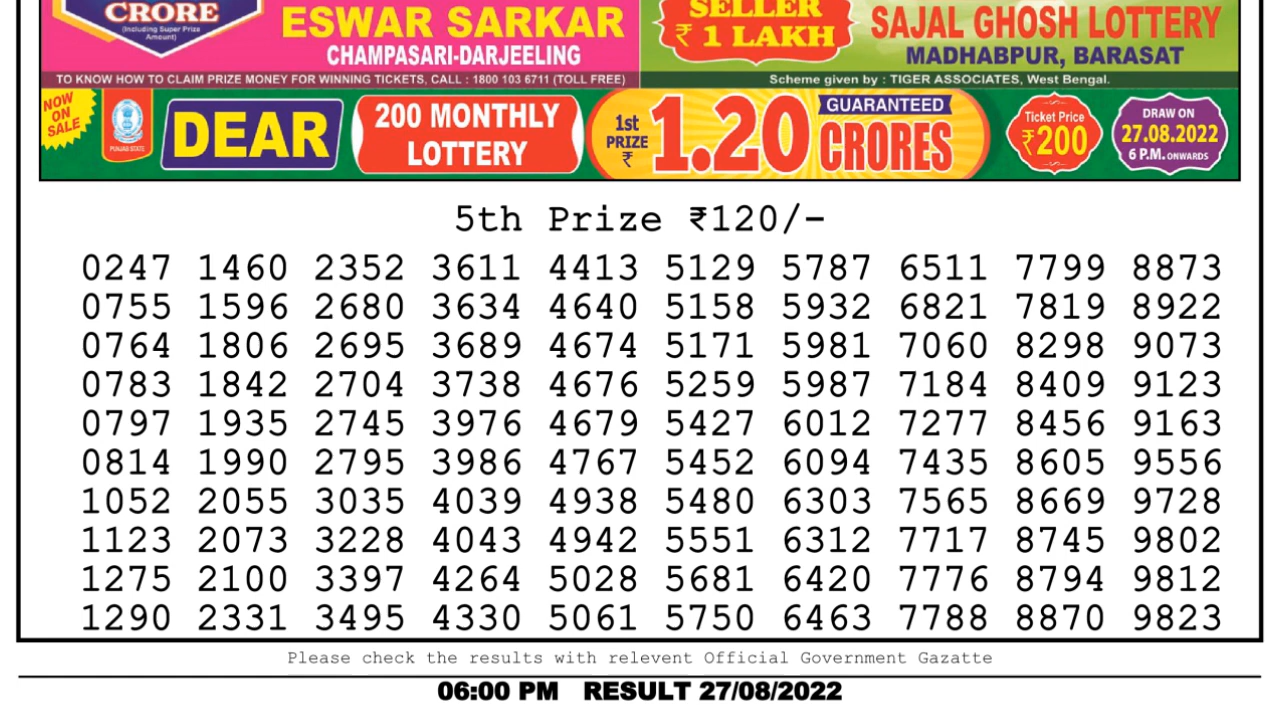 CRORE
(Including Super Prize
Amount)
ESWAR SARKAR
CHAMPASARI-DARJEELING
SELLER
₹ 1 LAKH
SAJAL GHOSH LOTTERY
MADHABPUR, BARASAT
TO KNOW HOW TO CLAIM PRIZE MONEY FOR WINNING TICKETS, CALL : 1800 103 6711 (TOLL FREE)
Scheme given by : TIGER ASSOCIATES, West Bengal.
NOW
ON
SALE
PUNJAB STATE
DEAR
200 MONTHLY
LOTTERY
1st
PRIZE
₹
1.20
GUARANTEED
CRORES
Ticket Price
₹200
DRAW ON
27.08.2022
6 P.M. ONWARDS
5th Prize ₹120/-
0247 1460 2352 3611 4413 5129 5787 6511 7799 8873
0755 1596 2680 3634 4640 5158 5932 6821 7819 8922
0764 1806 2695 3689 4674 5171 5981 7060 8298 9073
0783 1842 2704 3738 4676 5259 5987 7184 8409 9123
0797 1935 2745 3976 4679 5427 6012 7277 8456 9163
0814 1990 2795 3986 4767 5452 6094 7435 8605 9556
1052 2055 3035 4039 4938 5480 6303 7565 8669 9728
1123 2073 3228 4043 4942 5551 6312 7717 8745 9802
1275 2100 3397 4264 5028 5681 6420 7776 8794 9812
1290 2331 3495 4330 5061 5750 6463 7788 8870 9823
Please check the results with relevent Official Government Gazatte
06:00 PM RESULT 27/08/2022